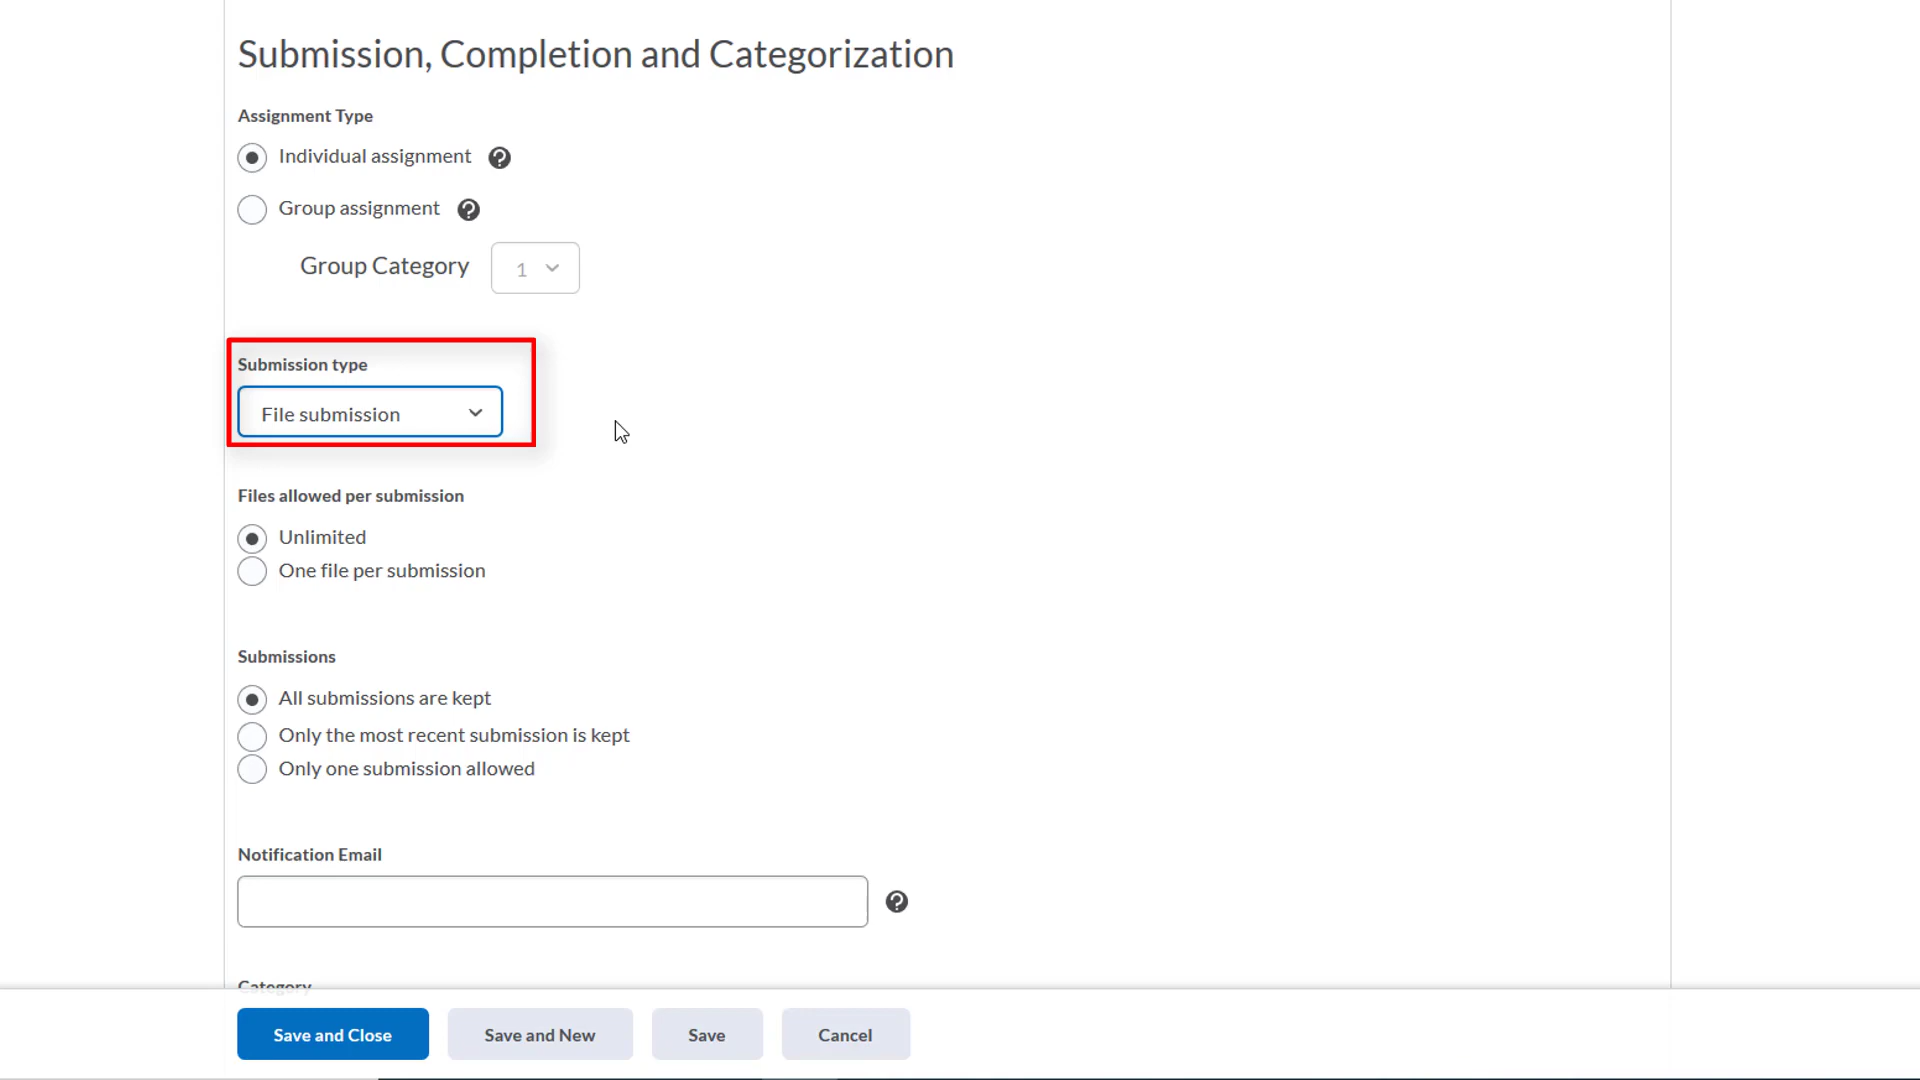 Submission, Completion and Categorization
Assignment Type
Individual assignment
Group assignment
Group Category 1
Submission type
File submission
Files allowed per submission
Unlimited
One file per submission
Submissions
All submissions are kept
Only the most recent submission is kept
Only one submission allowed
Notification Email
Category
Save and Close Save and New Save Cancel